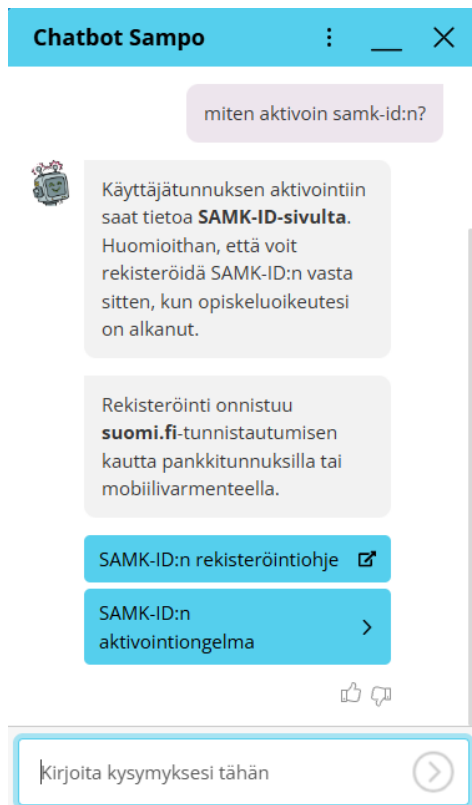 Chatbot Sampo
miten aktivoin samk-id:n?
Käyttäjätunnuksen aktivointiin
saat tietoa SAMK-ID-sivulta.
Huomioithan, että voit
rekisteröidä SAMK-ID:n vasta
sitten, kun opiskeluoikeutesi
on alkanut.
Rekisteröinti onnistuu
suomi.fi-tunnistautumisen
kautta pankkitunnuksilla tai
mobiilivarmenteella.
SAMK-ID:n rekisteröintiohje
SAMK-ID:n
aktivointiongelma
Kirjoita kysymyksesi tähän